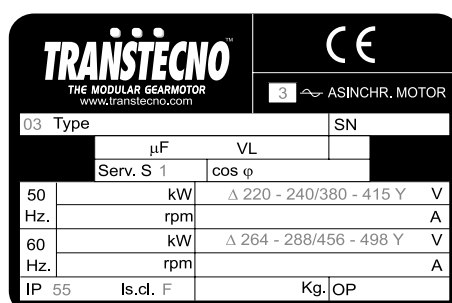 TRANSTECNO™
THE MODULAR GEARMOTOR
www.transtecno.com
CE
3 ASINCHR. MOTOR
03 Type SN
µF VL
Serv. S 1 cos φ
50 Hz. kW Δ 220 - 240/380 - 415 Y V
rpm A
60 Hz. kW Δ 264 - 288/456 - 498 Y V
rpm A
IP 55 Is.cl. F Kg. OP